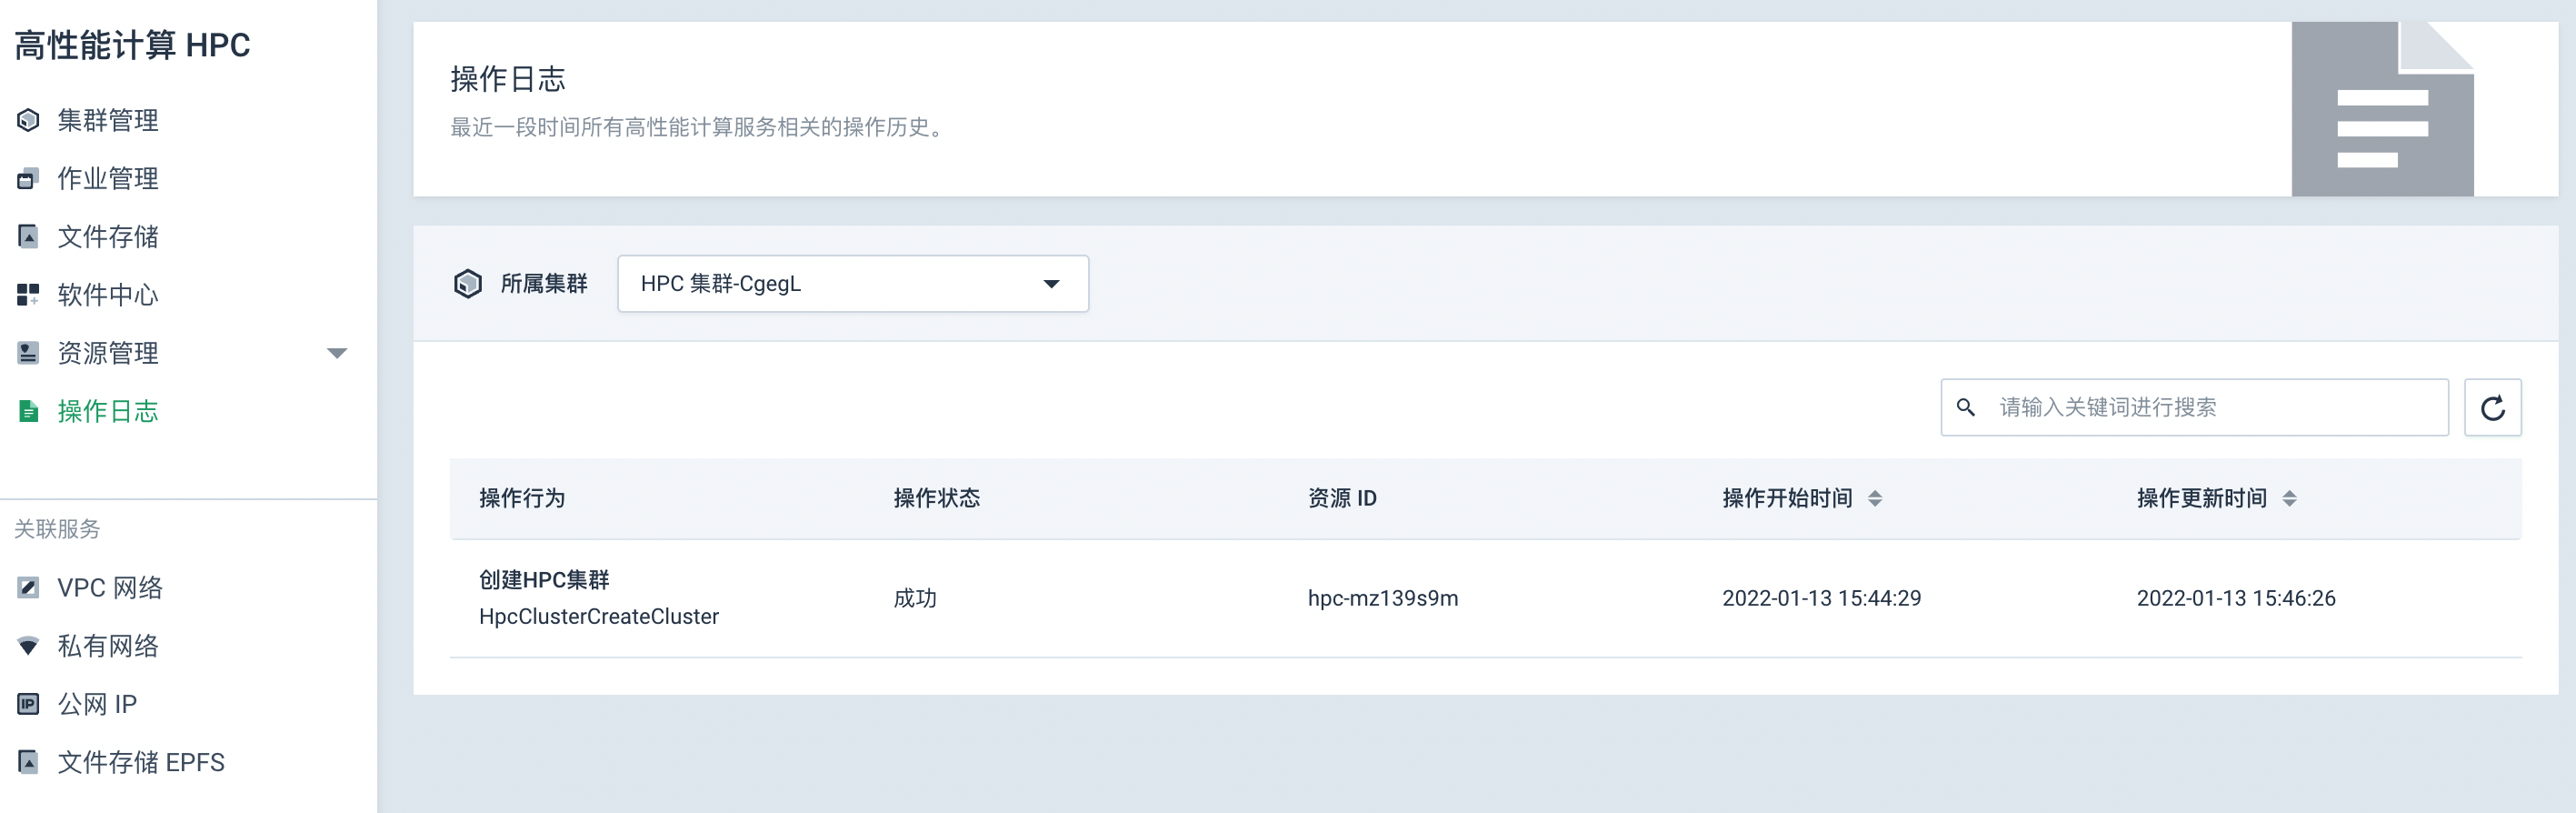 高性能计算 HPC
集群管理
作业管理
文件存储
软件中心
资源管理
操作日志
关联服务
VPC 网络
私有网络
IP
公网 IP
文件存储 EPFS
操作日志
最近一段时间所有高性能计算服务相关的操作历史。
所属集群
HPC 集群-CgegL
请输入关键词进行搜索
操作行为 操作状态 资源 ID 操作开始时间 操作更新时间
创建HPC集群
HpcClusterCreateCluster
成功 hpc-mz139s9m 2022-01-13 15:44:29 2022-01-13 15:46:26